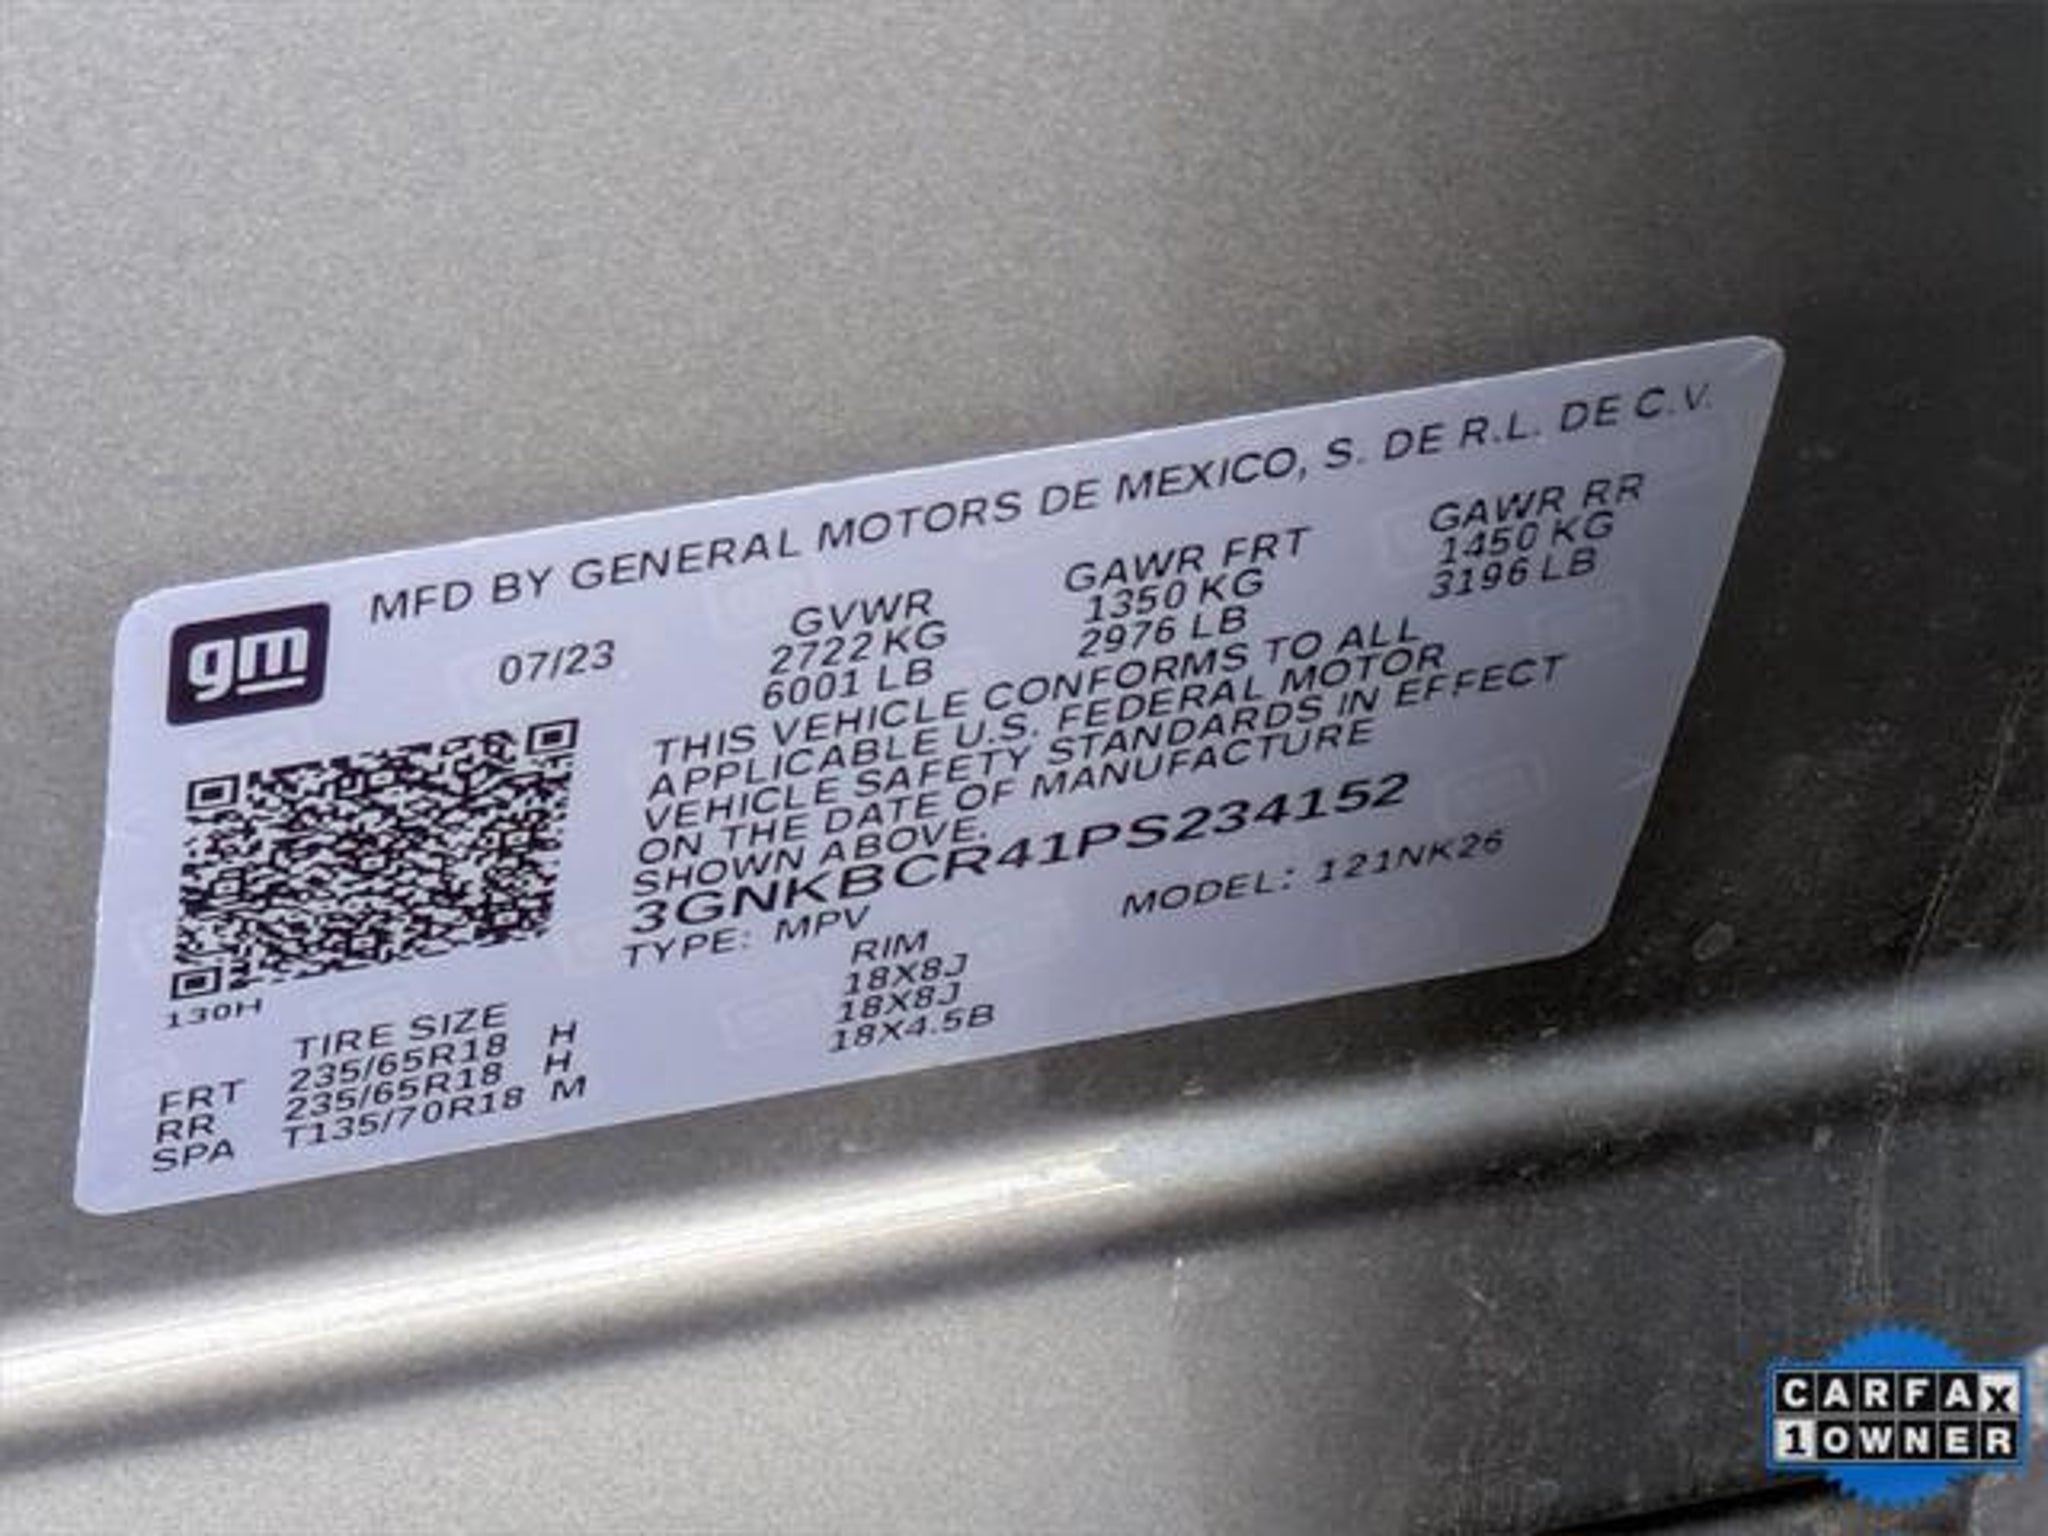 MFD BY GENERAL MOTORS DE MEXICO, S. DE R.L. DE C.V.
gm
07/23
GVWR GAWR FRT GAWR RR
2722 KG 1350 KG 1450 KG
6001 LB 2976 LB 3196 LB
THIS VEHICLE CONFORMS TO ALL
APPLICABLE U.S. FEDERAL MOTOR
VEHICLE SAFETY STANDARDS IN EFFECT
ON THE DATE OF MANUFACTURE
SHOWN ABOVE.
3GNKBCR41PS234152
TYPE: MPV MODEL: 121NK26
130H
TIRE SIZE RIM
FRT 235/65R18 H 18X8J
RR 235/65R18 H 18X8J
SPA T135/70R18 M 18X4.5B
CARFAX
1 OWNER